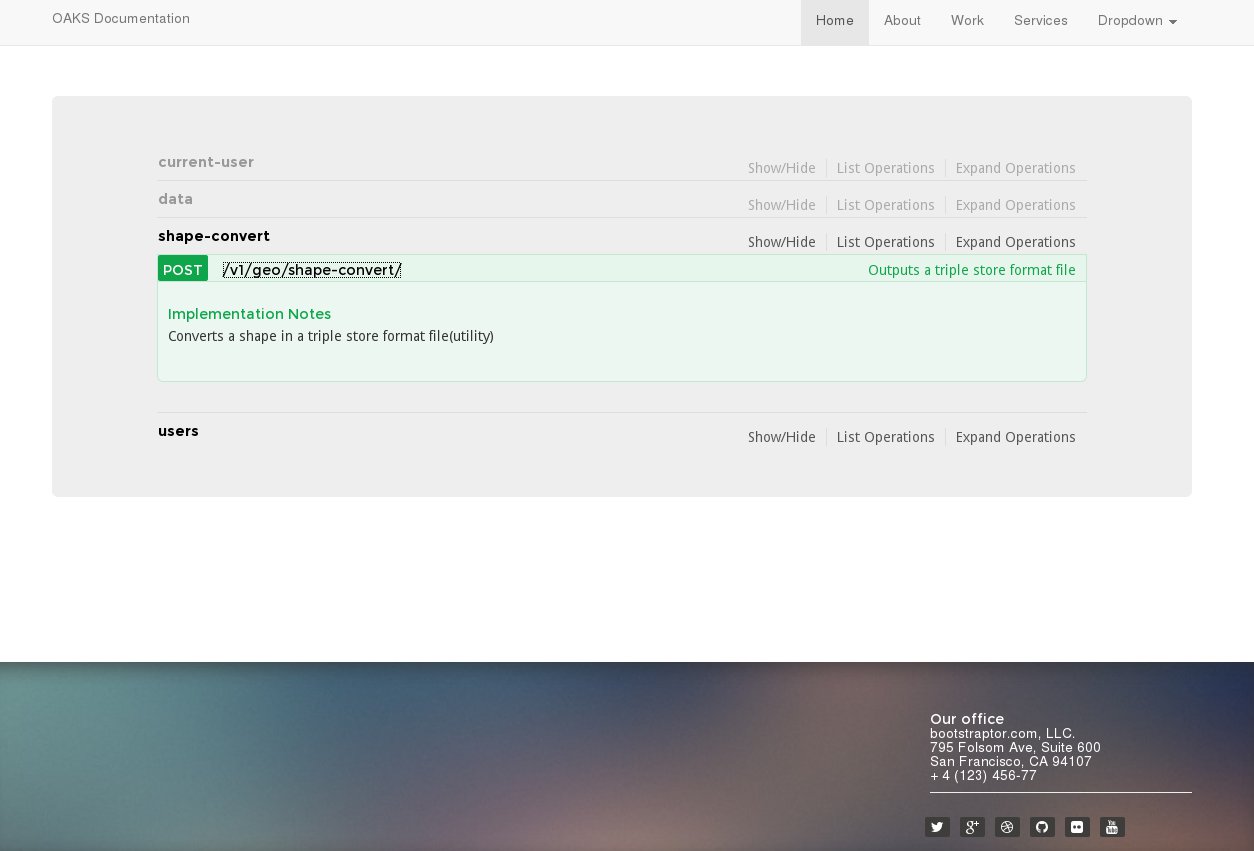 OAKS Documentation Home About Work Services Dropdown
current-user Show/Hide List Operations Expand Operations
data Show/Hide List Operations Expand Operations
shape-convert Show/Hide List Operations Expand Operations
POST /v1/geo/shape-convert/ Outputs a triple store format file
Implementation Notes
Converts a shape in a triple store format file(utility)
users Show/Hide List Operations Expand Operations
Our office
bootstraptor.com, LLC.
795 Folsom Ave, Suite 600
San Francisco, CA 94107
+ 4 (123) 456-77